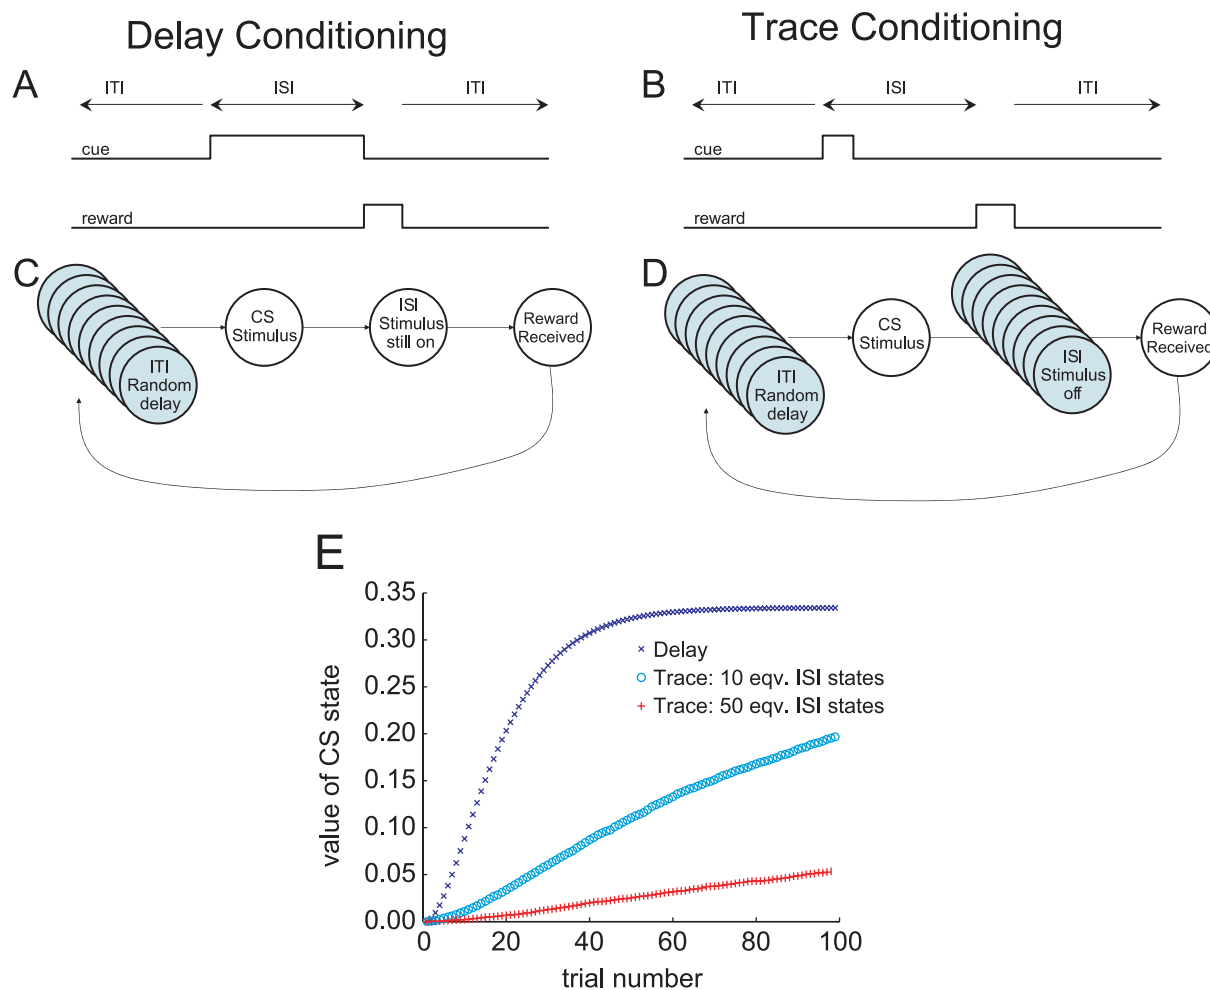 Delay Conditioning
Trace Conditioning
A
ITI
ISI
ITI
cue
reward
B
ITI
ISI
ITI
cue
reward
C
ITI
Random
delay
CS
Stimulus
ISI
Stimulus
still on
Reward
Received
D
ITI
Random
delay
CS
Stimulus
ISI
Stimulus
off
Reward
Received
E
value of CS state
0.35
0.30
0.25
0.20
0.15
0.10
0.05
0.00
Delay
Trace: 10 eqv. ISI states
Trace: 50 eqv. ISI states
0 20 40 60 80 100
trial number